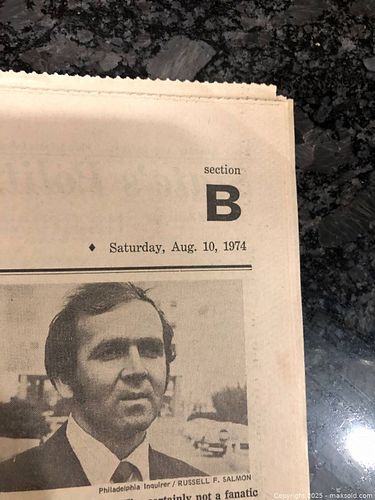 section
B
♦ Saturday, Aug. 10, 1974
Philadelphia Inquirer / RUSSELL F. SALMON
certainly not a fanatic
Copyright 2025 - maxsold.com